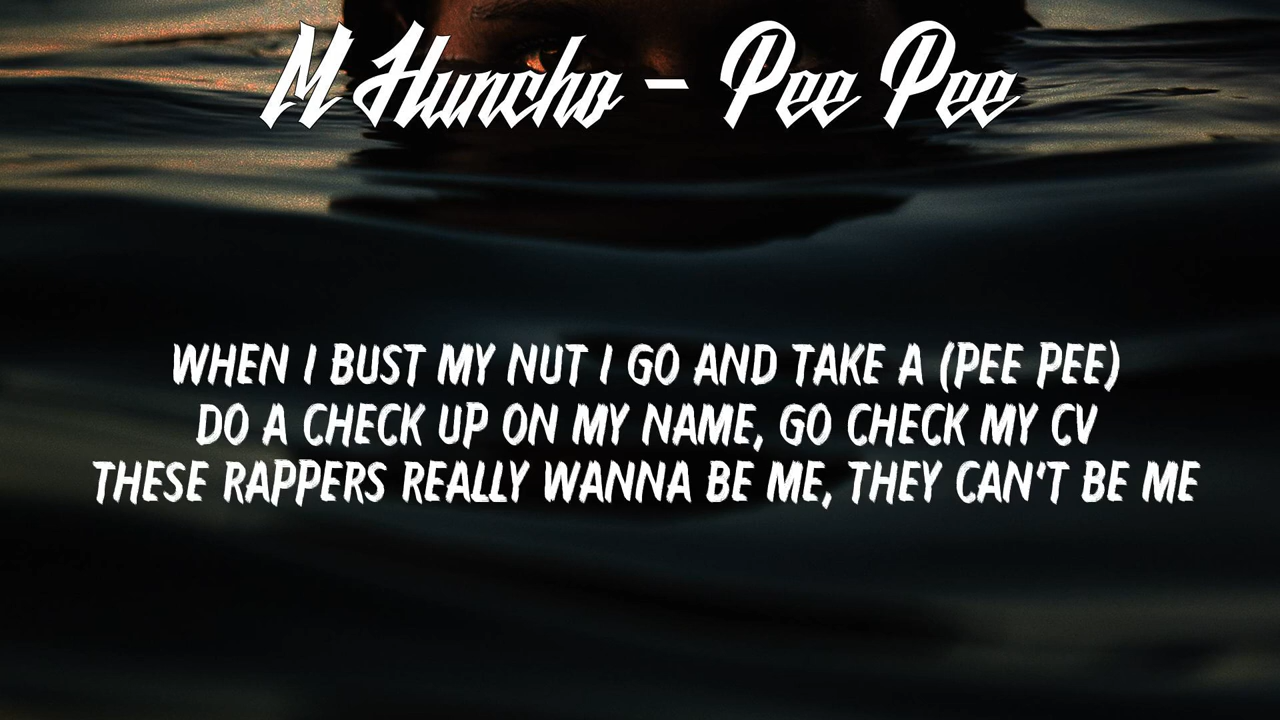 M Huncho - Pee Pee
WHEN I BUST MY NUT I GO AND TAKE A (PEE PEE)
DO A CHECK UP ON MY NAME, GO CHECK MY CV
THESE RAPPERS REALLY WANNA BE ME, THEY CAN'T BE ME